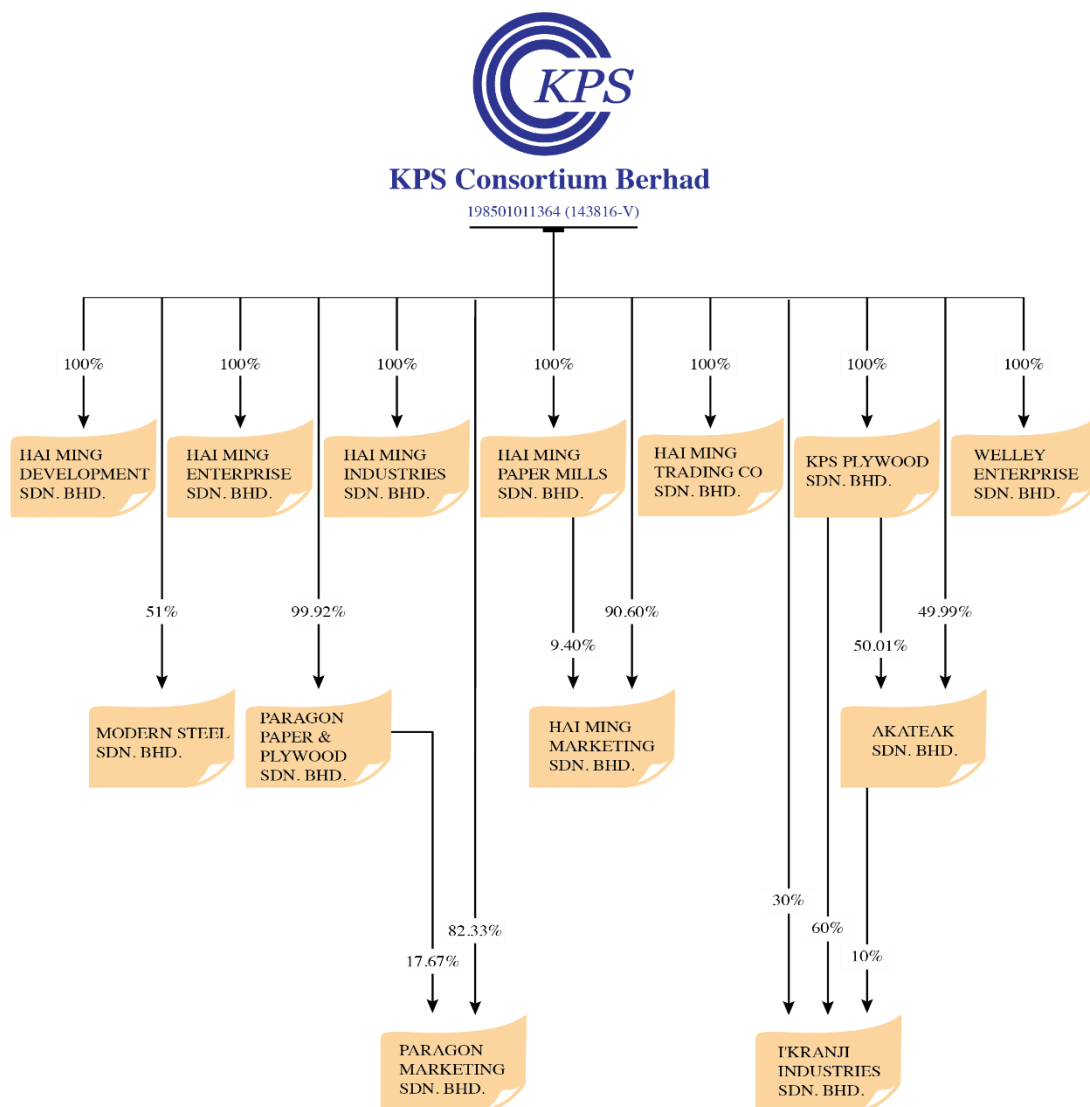 KPS
KPS Consortium Berhad
198501011364 (143816-V)
100%
100%
100%
100%
100%
100%
100%
HAI MING
DEVELOPMENT
SDN. BHD.
HAI MING
ENTERPRISE
SDN. BHD.
HAI MING
INDUSTRIES
SDN. BHD.
HAI MING
PAPER MILLS
SDN. BHD.
HAI MING
TRADING CO
SDN. BHD.
KPS PLYWOOD
SDN. BHD.
WELLEY
ENTERPRISE
SDN. BHD.
51%
99.92%
9.40%
90.60%
50.01%
49.99%
MODERN STEEL
SDN. BHD.
PARAGON
PAPER &
PLYWOOD
SDN. BHD.
HAI MING
MARKETING
SDN. BHD.
AKATEAK
SDN. BHD.
17.67%
82.33%
30%
60%
10%
PARAGON
MARKETING
SDN. BHD.
I'KRANJI
INDUSTRIES
SDN. BHD.